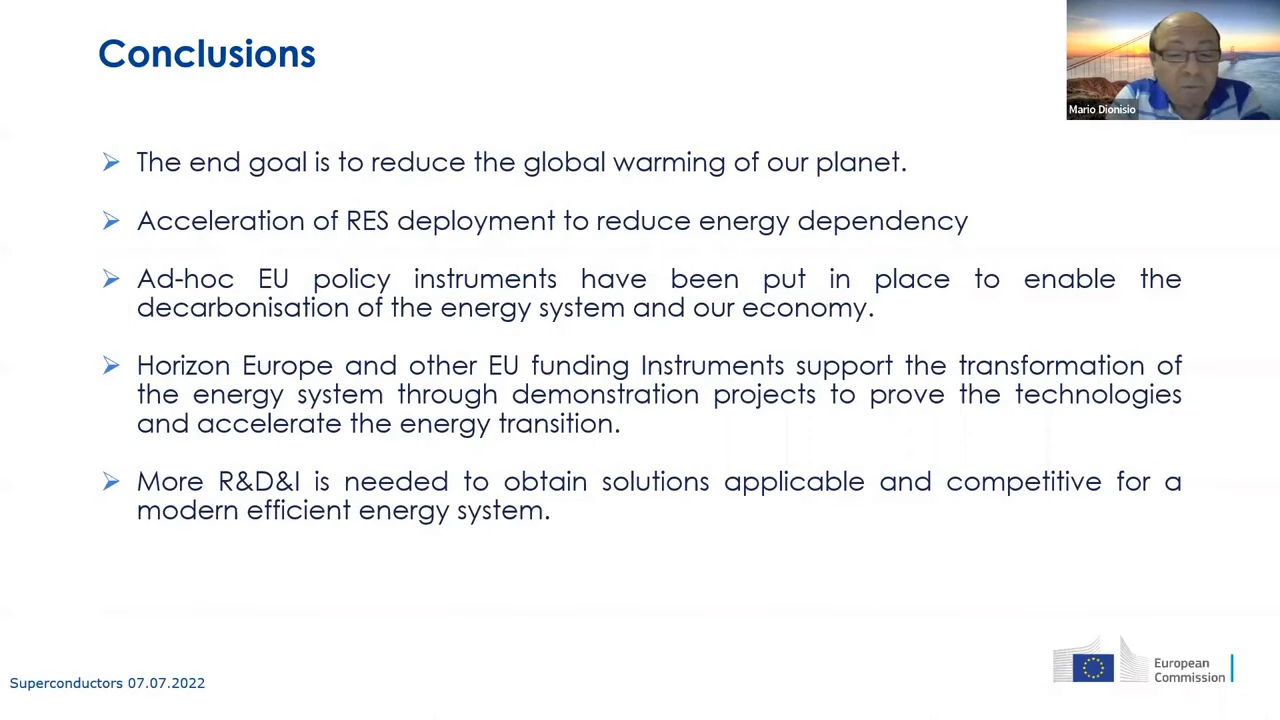 Conclusions
Mario Dionisio
➢ The end goal is to reduce the global warming of our planet.
➢ Acceleration of RES deployment to reduce energy dependency
➢ Ad-hoc EU policy instruments have been put in place to enable the
decarbonisation of the energy system and our economy.
➢ Horizon Europe and other EU funding Instruments support the transformation of
the energy system through demonstration projects to prove the technologies
and accelerate the energy transition.
➢ More R&D&I is needed to obtain solutions applicable and competitive for a
modern efficient energy system.
European
Commission
Superconductors 07.07.2022